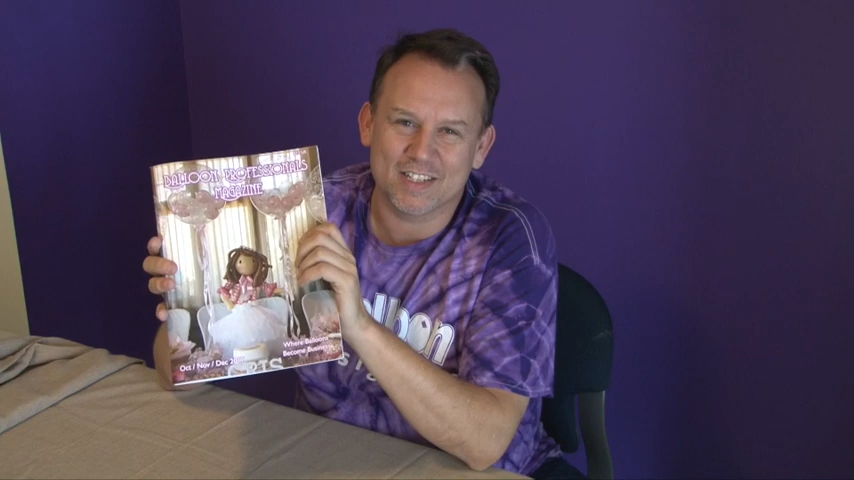 BALLOON PROFESSIONALS
MAGAZINE
Where Balloons
Become Business
Oct / Nov / Dec